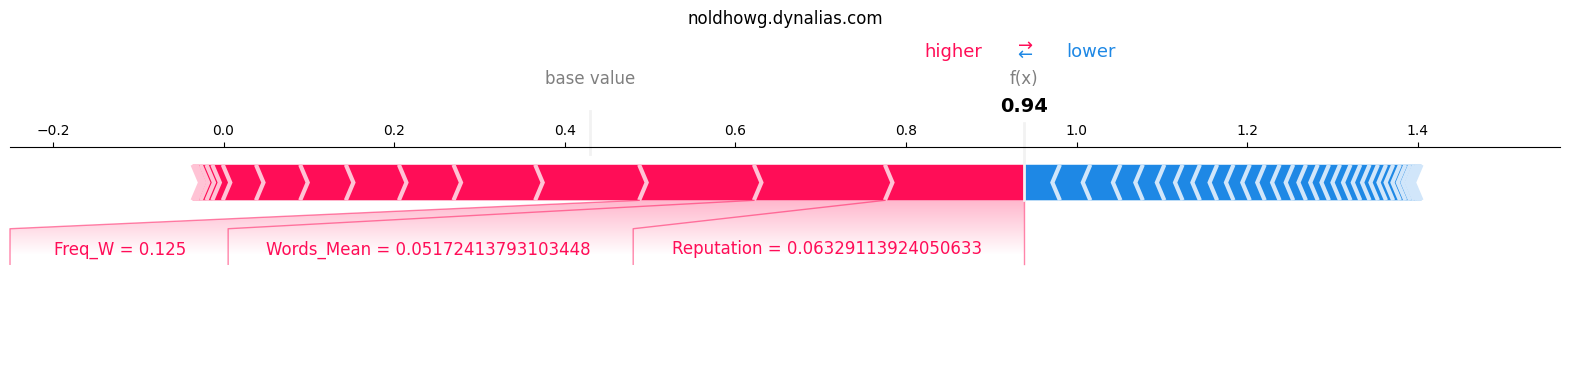 noldhowg.dynalias.com
higher ⇄ lower
base value f(x)
0.94
−0.2 0.0 0.2 0.4 0.6 0.8 1.0 1.2 1.4
Freq_W = 0.125 Words_Mean = 0.05172413793103448 Reputation = 0.06329113924050633